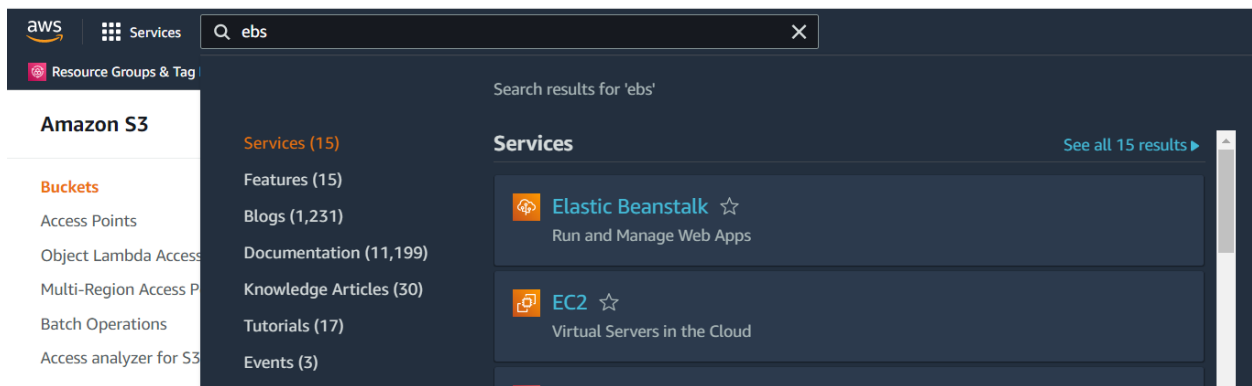 aws
Services
ebs
Resource Groups & Tag
Search results for 'ebs'
Amazon S3
Buckets
Access Points
Object Lambda Access
Multi-Region Access P
Batch Operations
Access analyzer for S3
Services (15)
Features (15)
Blogs (1,231)
Documentation (11,199)
Knowledge Articles (30)
Tutorials (17)
Events (3)
Services
See all 15 results
Elastic Beanstalk
Run and Manage Web Apps
EC2
Virtual Servers in the Cloud